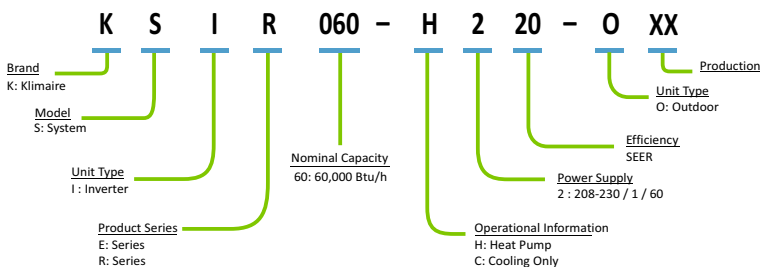 K S I R 060 – H 2 20 – O XX
Brand
K: Klimaire
Model
S: System
Unit Type
I : Inverter
Product Series
E: Series
R: Series
Nominal Capacity
60: 60,000 Btu/h
Operational Information
H: Heat Pump
C: Cooling Only
Power Supply
2 : 208-230 / 1 / 60
Efficiency
SEER
Unit Type
O: Outdoor
Production